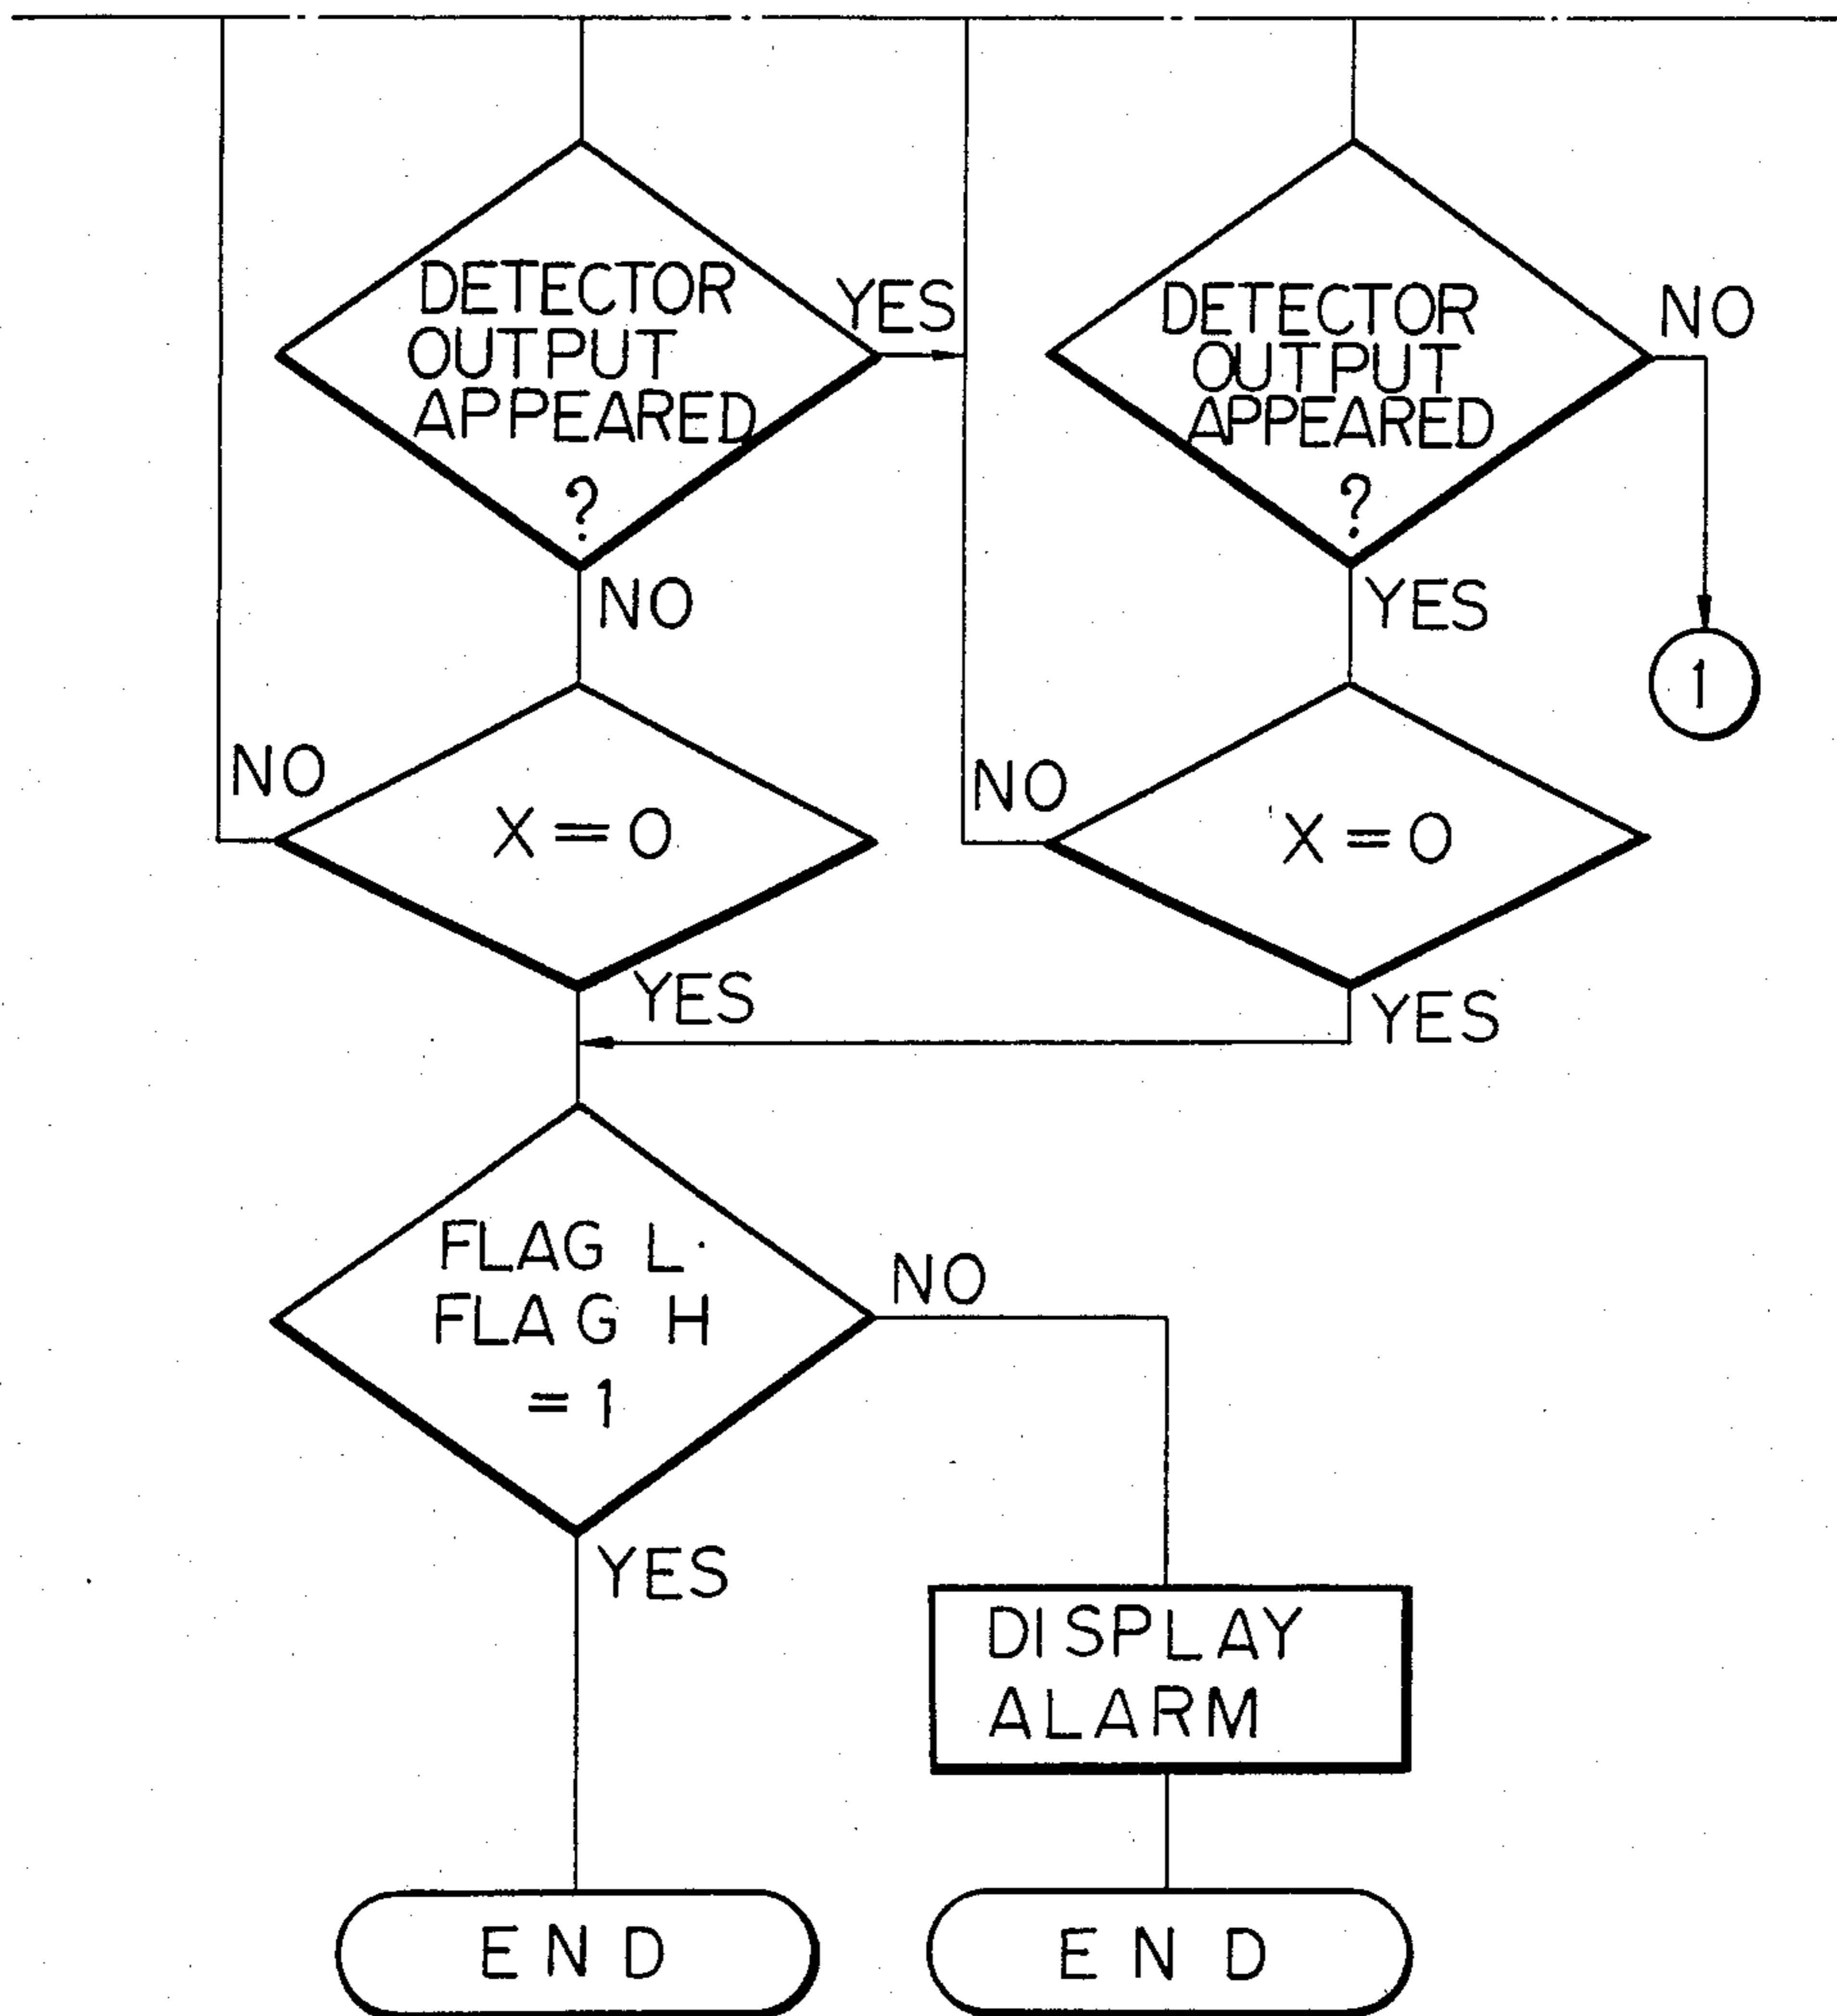 DETECTOR
OUTPUT
APPEARED
?
YES
NO
DETECTOR
OUTPUT
APPEARED
?
NO
YES
1
NO
X=0
YES
NO
X=0
YES
FLAG L·
FLAG H
=1
NO
YES
DISPLAY
ALARM
END
END